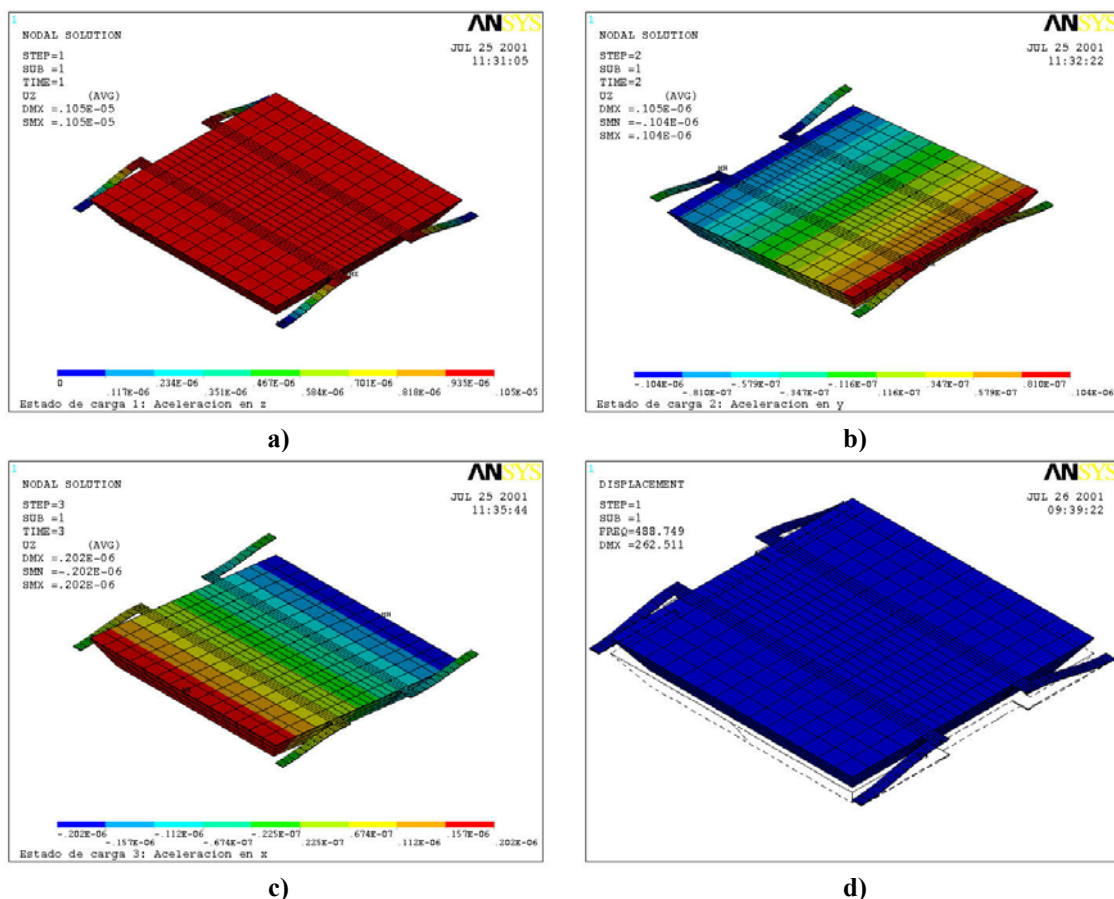 1
ANSYS
NODAL SOLUTION
JUL 25 2001
11:31:05
STEP=1
SUB =1
TIME=1
UZ (AVG)
DMX =.105E-05
SMX =.105E-05
0 .117E-06 .234E-06 .351E-06 .467E-06 .584E-06 .701E-06 .818E-06 .935E-06 .105E-05
Estado de carga 1: Aceleracion en z
a)
1
ANSYS
NODAL SOLUTION
JUL 25 2001
11:32:22
STEP=2
SUB =1
TIME=2
UZ (AVG)
DMX =.105E-06
SMN =-.104E-06
SMX =.104E-06
MN
-.104E-06 -.810E-07 -.579E-07 -.347E-07 -.116E-07 .116E-07 .347E-07 .579E-07 .810E-07 .104E-06
Estado de carga 2: Aceleracion en y
b)
1
ANSYS
NODAL SOLUTION
JUL 25 2001
11:35:44
STEP=3
SUB =1
TIME=3
UZ (AVG)
DMX =.202E-06
SMN =-.202E-06
SMX =.202E-06
MN
-.202E-06 -.157E-06 -.112E-06 -.674E-07 -.225E-07 .225E-07 .674E-07 .112E-06 .157E-06 .202E-06
Estado de carga 3: Aceleracion en x
c)
1
ANSYS
DISPLACEMENT
JUL 26 2001
09:39:22
STEP=1
SUB =1
FREQ=488.749
DMX =262.511
d)